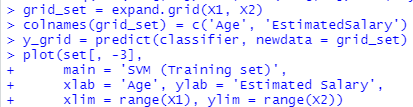 > grid_set = expand.grid(X1, X2)
> colnames(grid_set) = c('Age', 'EstimatedSalary')
> y_grid = predict(classifier, newdata = grid_set)
> plot(set[, -3],
+      main = 'SVM (Training set)',
+      xlab = 'Age', ylab = 'Estimated Salary',
+      xlim = range(X1), ylim = range(X2))